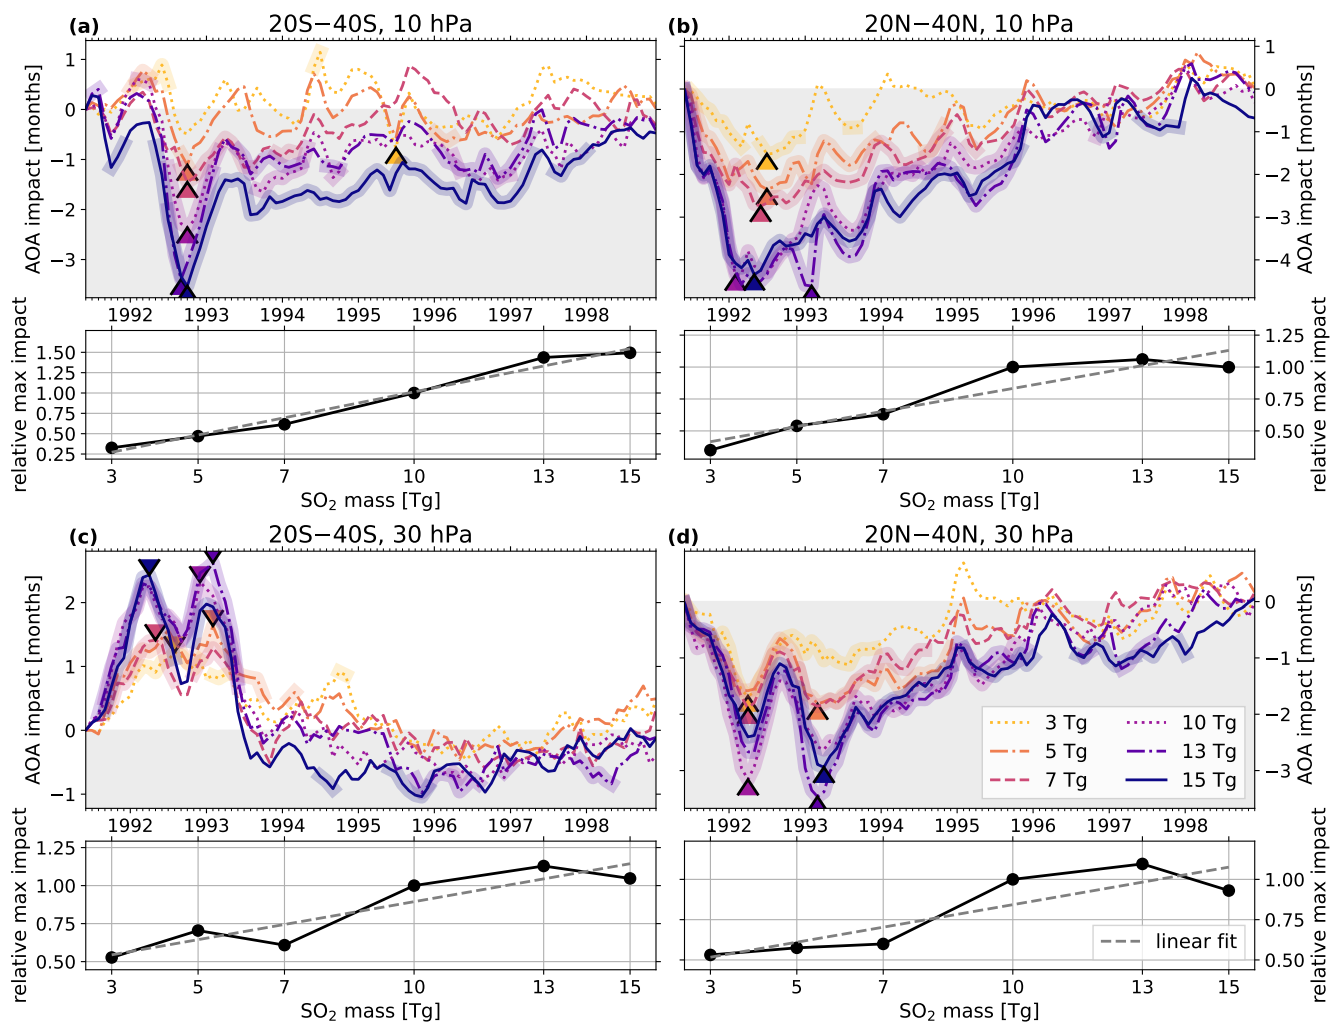 (a) 20S−40S, 10 hPa
AOA impact [months]
1
0
−1
−2
−3
1992 1993 1994 1995 1996 1997 1998
relative max impact
1.50
1.25
1.00
0.75
0.50
0.25
3 5 7 10 13 15
SO₂ mass [Tg]
(b) 20N−40N, 10 hPa
AOA impact [months]
1
0
−1
−2
−3
−4
1992 1993 1994 1995 1996 1997 1998
relative max impact
1.25
1.00
0.75
0.50
3 5 7 10 13 15
SO₂ mass [Tg]
(c) 20S−40S, 30 hPa
AOA impact [months]
2
1
0
−1
1992 1993 1994 1995 1996 1997 1998
relative max impact
1.25
1.00
0.75
0.50
3 5 7 10 13 15
SO₂ mass [Tg]
(d) 20N−40N, 30 hPa
AOA impact [months]
0
−1
−2
−3
3 Tg 10 Tg
5 Tg 13 Tg
7 Tg 15 Tg
1992 1993 1994 1995 1996 1997 1998
relative max impact
1.00
0.75
0.50
linear fit
3 5 7 10 13 15
SO₂ mass [Tg]